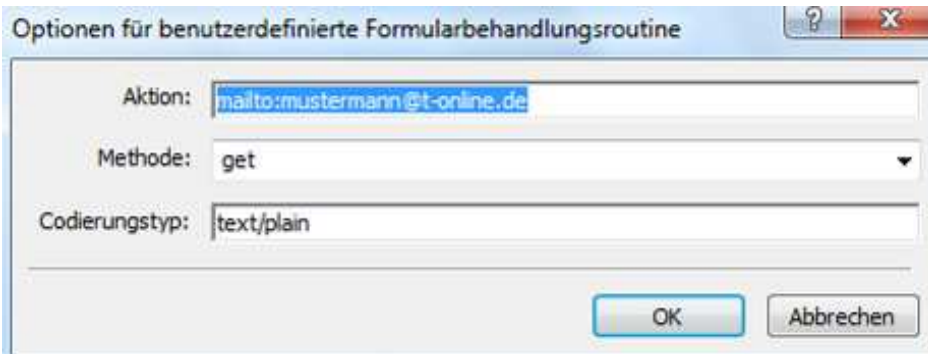 Optionen für benutzerdefinierte Formularbehandlungsroutine ? X
Aktion: mailto:mustermann@t-online.de
Methode: get
Codierungstyp: text/plain
OK Abbrechen